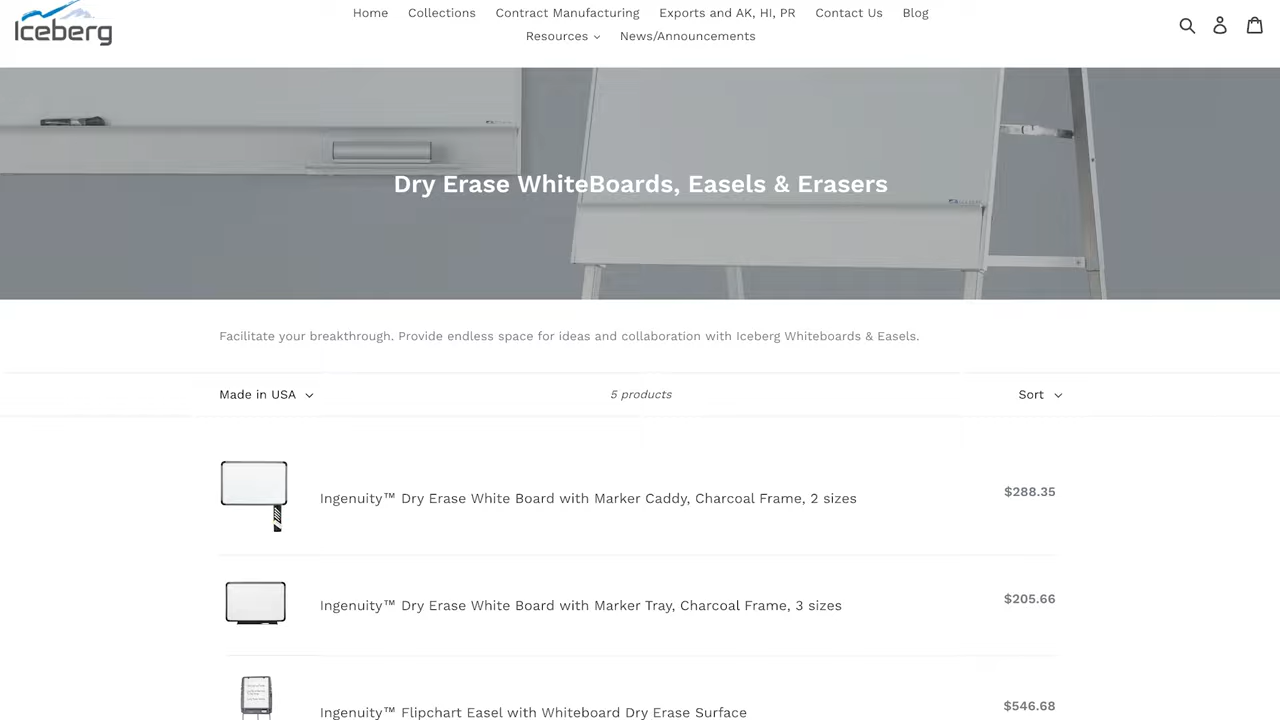 Iceberg
Home Collections Contract Manufacturing Exports and AK, HI, PR Contact Us Blog
Resources News/Announcements
Dry Erase WhiteBoards, Easels & Erasers
Facilitate your breakthrough. Provide endless space for ideas and collaboration with Iceberg Whiteboards & Easels.
Made in USA 5 products Sort
Ingenuity™ Dry Erase White Board with Marker Caddy, Charcoal Frame, 2 sizes $288.35
Ingenuity™ Dry Erase White Board with Marker Tray, Charcoal Frame, 3 sizes $205.66
Ingenuity™ Flipchart Easel with Whiteboard Dry Erase Surface $546.68